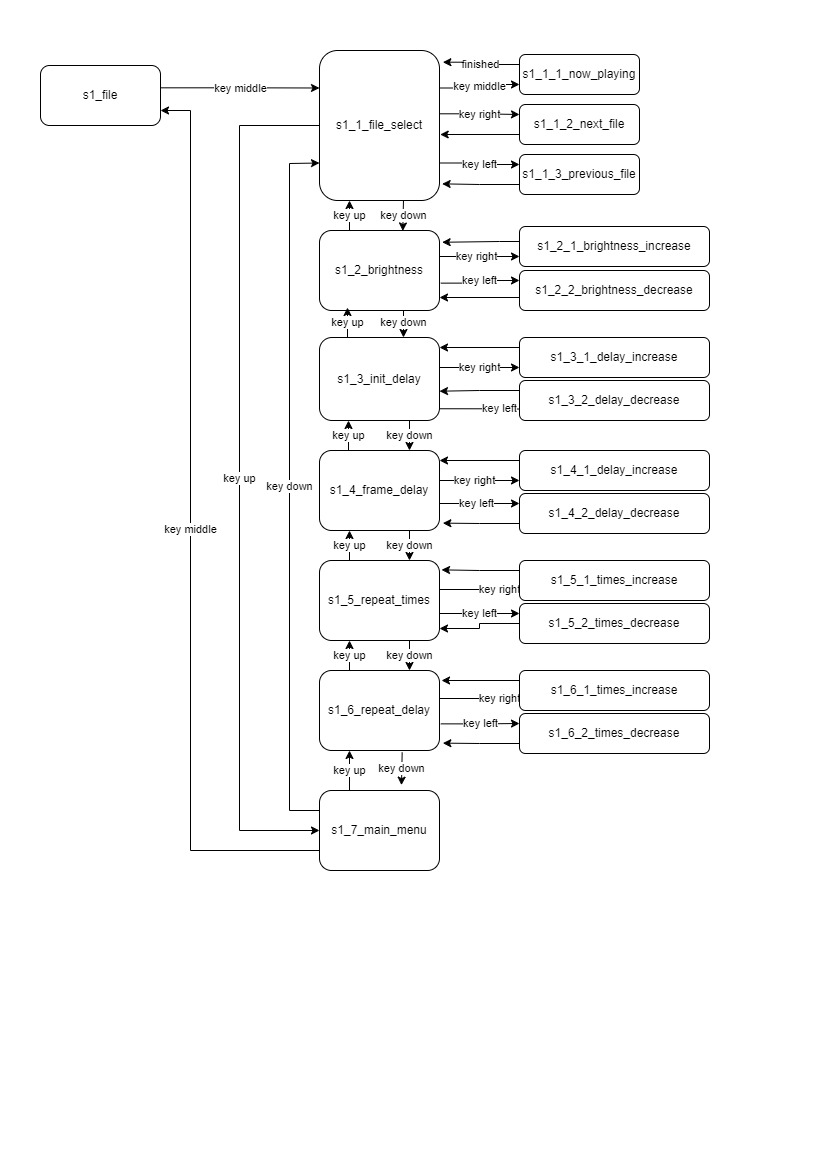 finished
s1_1_1_now_playing
s1_file
key middle
key middle
key right
s1_1_2_next_file
s1_1_file_select
key left
s1_1_3_previous_file
key up
key down
s1_2_1_brightness_increase
key right
s1_2_brightness
key left
s1_2_2_brightness_decrease
key up
key down
s1_3_1_delay_increase
key right
s1_3_init_delay
s1_3_2_delay_decrease
key left
key up
key down
s1_4_1_delay_increase
key up
key right
key down
s1_4_frame_delay
key left
s1_4_2_delay_decrease
key middle
key up
key down
s1_5_1_times_increase
key right
s1_5_repeat_times
key left
s1_5_2_times_decrease
key up
key down
s1_6_1_times_increase
key right
s1_6_repeat_delay
key left
s1_6_2_times_decrease
key up
key down
s1_7_main_menu